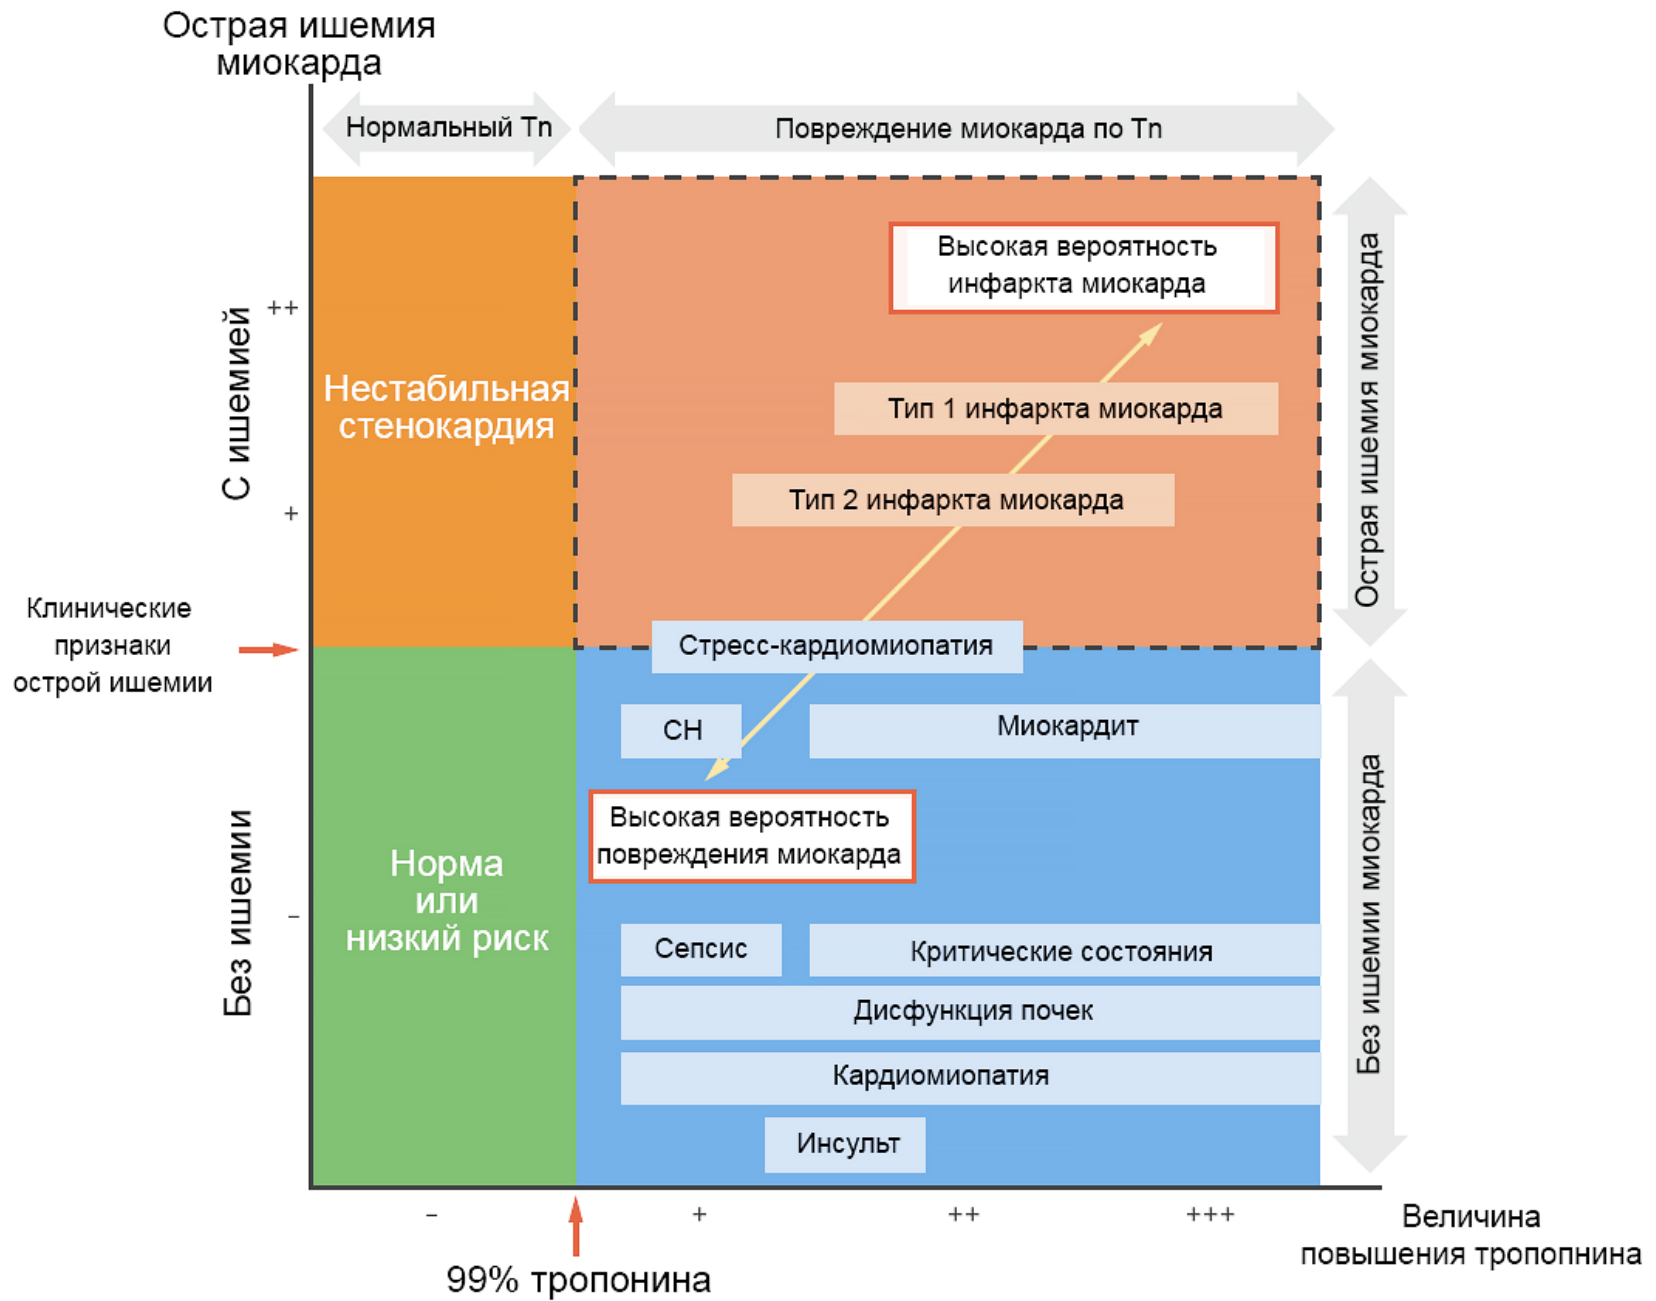 Острая ишемия
миокарда
Нормальный Tn
Повреждение миокарда по Tn
Высокая вероятность
инфаркта миокарда
Тип 1 инфаркта миокарда
Тип 2 инфаркта миокарда
Нестабильная
стенокардия
С ишемией
++
+
Острая ишемия миокарда
Клинические
признаки
острой ишемии
Стресс-кардиомиопатия
СН
Миокардит
Высокая вероятность
повреждения миокарда
Норма
или
низкий риск
Без ишемии
–
Без ишемии миокарда
Сепсис
Критические состояния
Дисфункция почек
Кардиомиопатия
Инсульт
–
+
++
+++
99% тропонина
Величина
повышения тропопнина